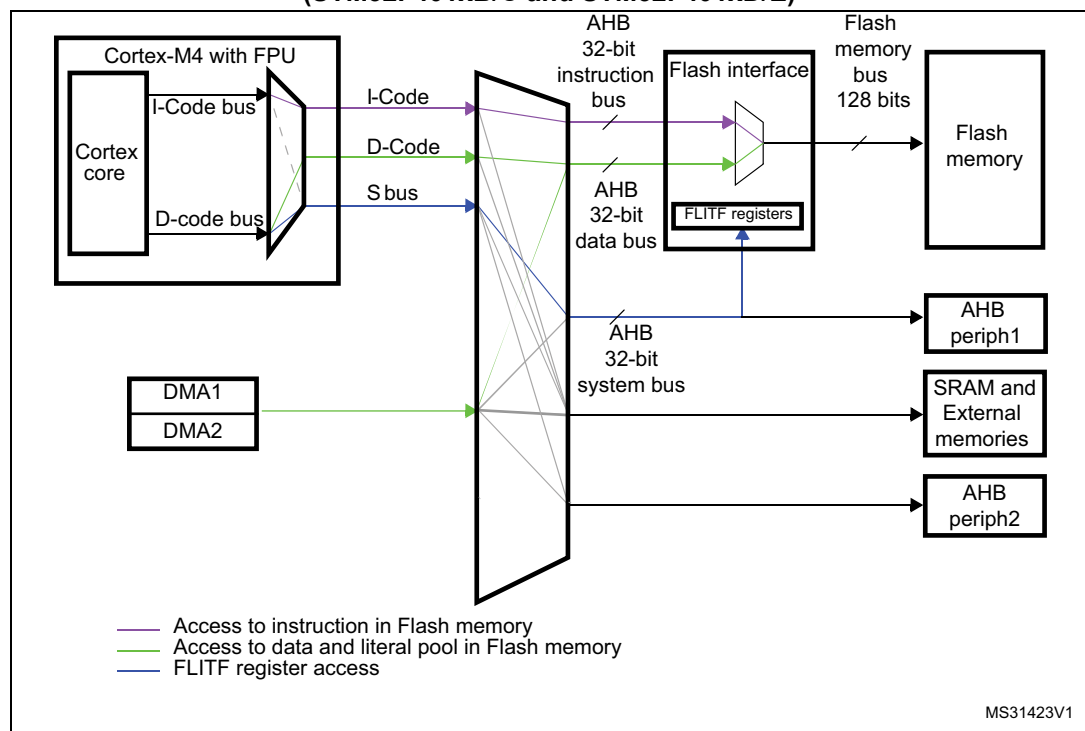 Cortex-M4 with FPU
I-Code bus
Cortex
core
D-code bus
I-Code
D-Code
S bus
AHB
32-bit
instruction
bus
AHB
32-bit
data bus
Flash interface
FLITF registers
Flash
memory
bus
128 bits
Flash
memory
AHB
32-bit
system bus
AHB
periph1
SRAM and
External
memories
AHB
periph2
DMA1
DMA2
Access to instruction in Flash memory
Access to data and literal pool in Flash memory
FLITF register access
MS31423V1